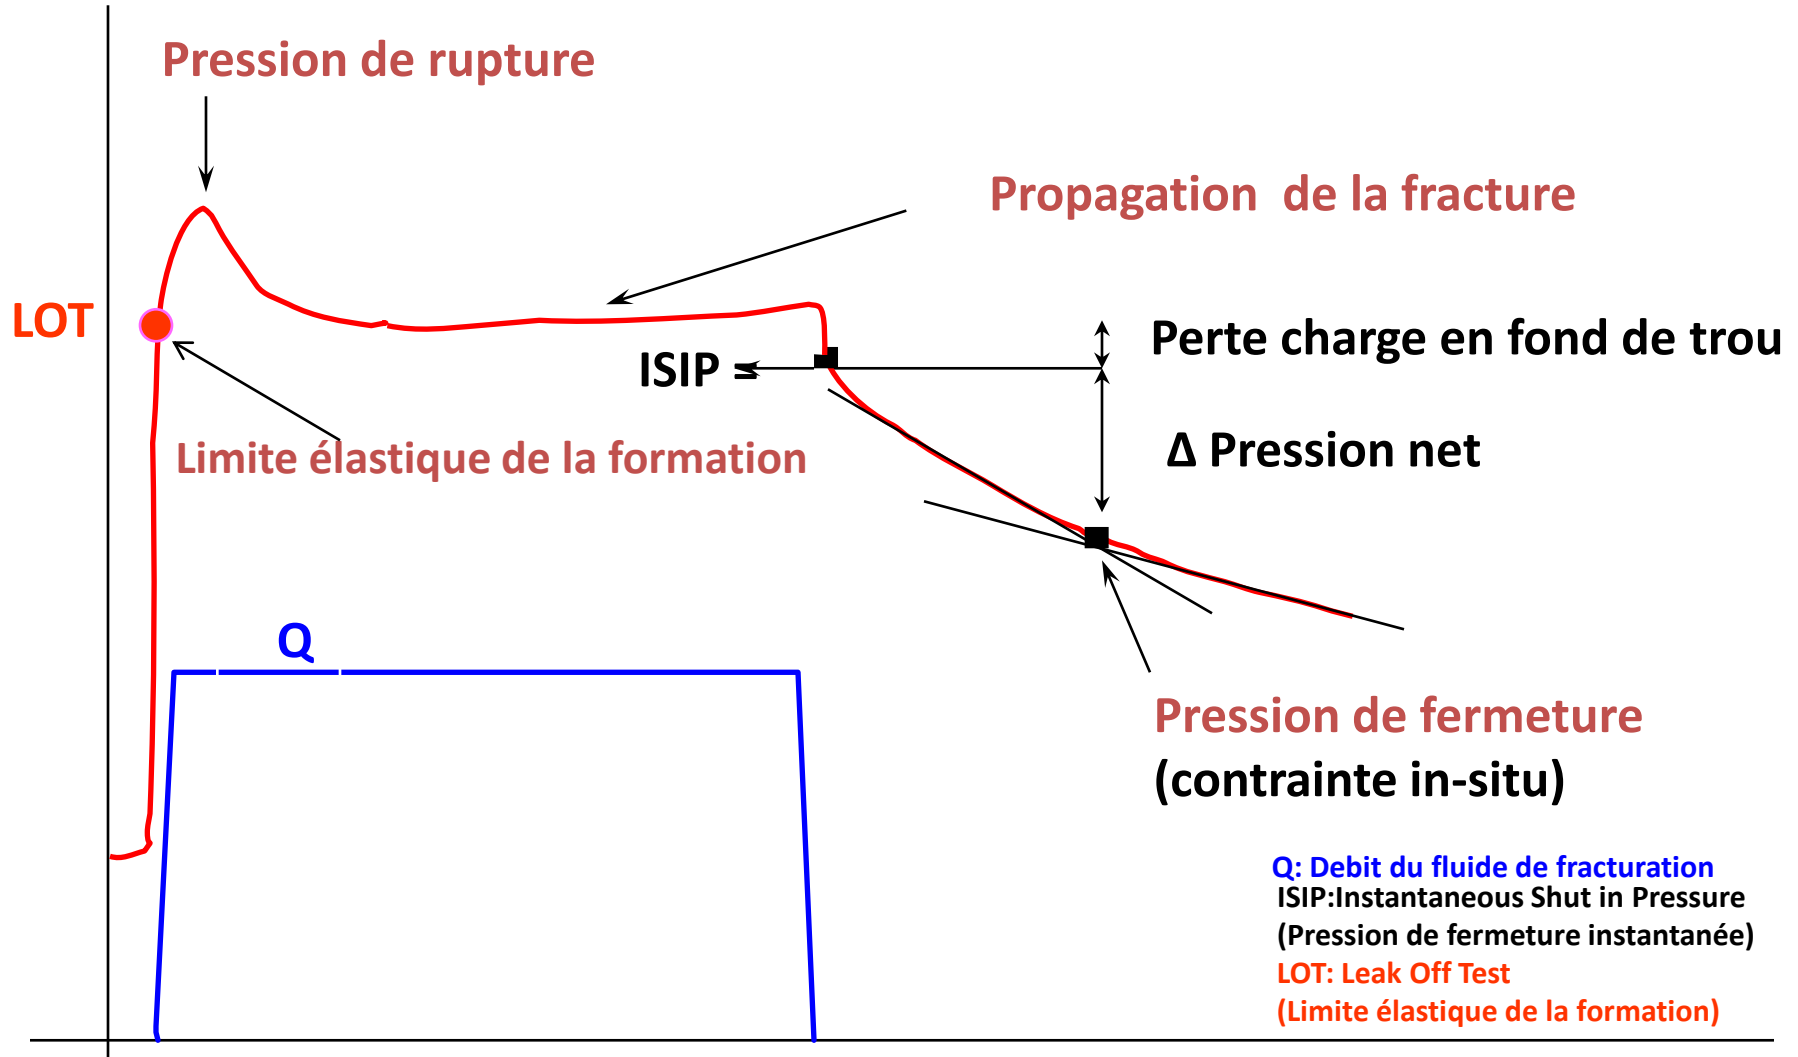 Pression de rupture
Propagation de la fracture
LOT
Perte charge en fond de trou
ISIP =
Limite élastique de la formation
Δ Pression net
Q
Pression de fermeture
(contrainte in-situ)
Q: Debit du fluide de fracturation
ISIP:Instantaneous Shut in Pressure
(Pression de fermeture instantanée)
LOT: Leak Off Test
(Limite élastique de la formation)